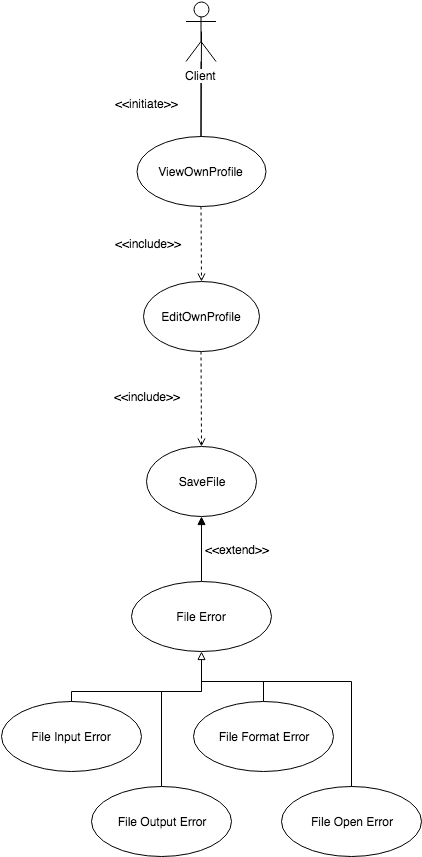 Client
<<initiate>>
ViewOwnProfile
<<include>>
EditOwnProfile
<<include>>
SaveFile
<<extend>>
File Error
File Input Error
File Format Error
File Output Error
File Open Error